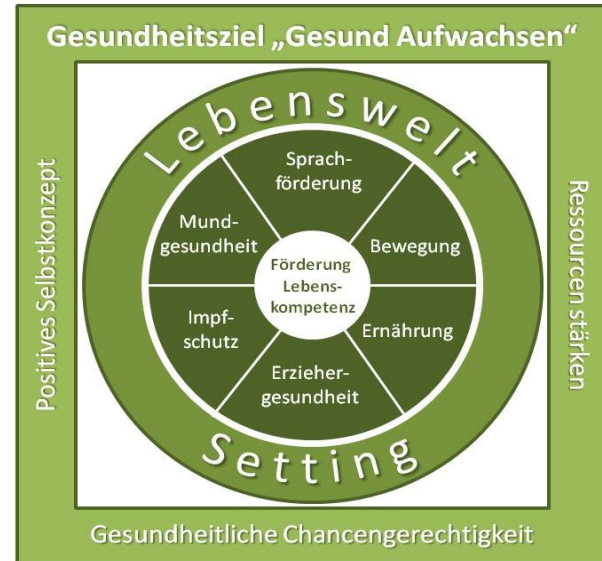 Gesundheitsziel „Gesund Aufwachsen“
Positives Selbstkonzept
Lebenswelt
Sprach-
förderung
Mund-
gesundheit
Bewegung
Förderung
Lebens-
kompetenz
Impf-
schutz
Ernährung
Erzieher-
gesundheit
Setting
Ressourcen stärken
Gesundheitliche Chancengerechtigkeit